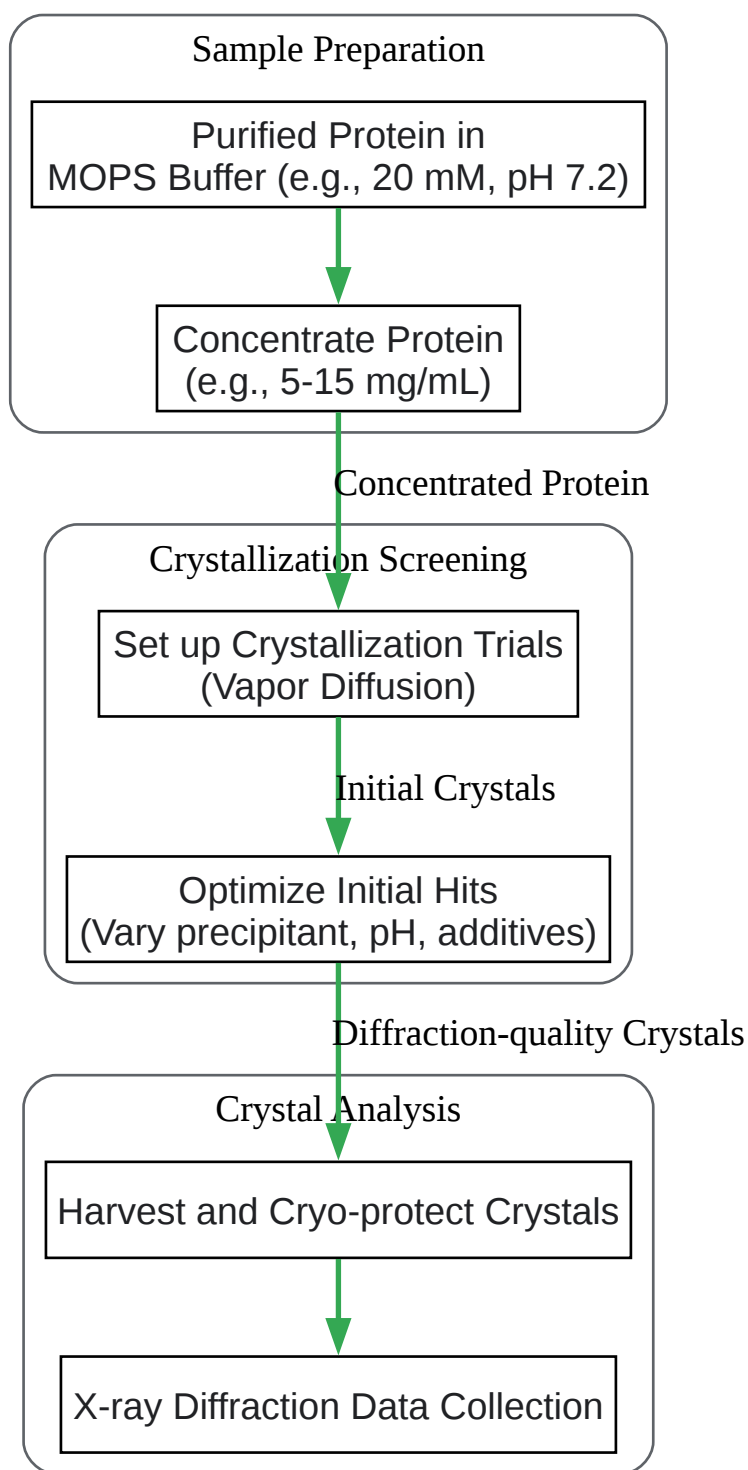 Sample Preparation
Purified Protein in
MOPS Buffer (e.g., 20 mM, pH 7.2)
Concentrate Protein
(e.g., 5-15 mg/mL)
Concentrated Protein
Crystallization Screening
Set up Crystallization Trials
(Vapor Diffusion)
Initial Crystals
Optimize Initial Hits
(Vary precipitant, pH, additives)
Diffraction-quality Crystals
Crystal Analysis
Harvest and Cryo-protect Crystals
X-ray Diffraction Data Collection